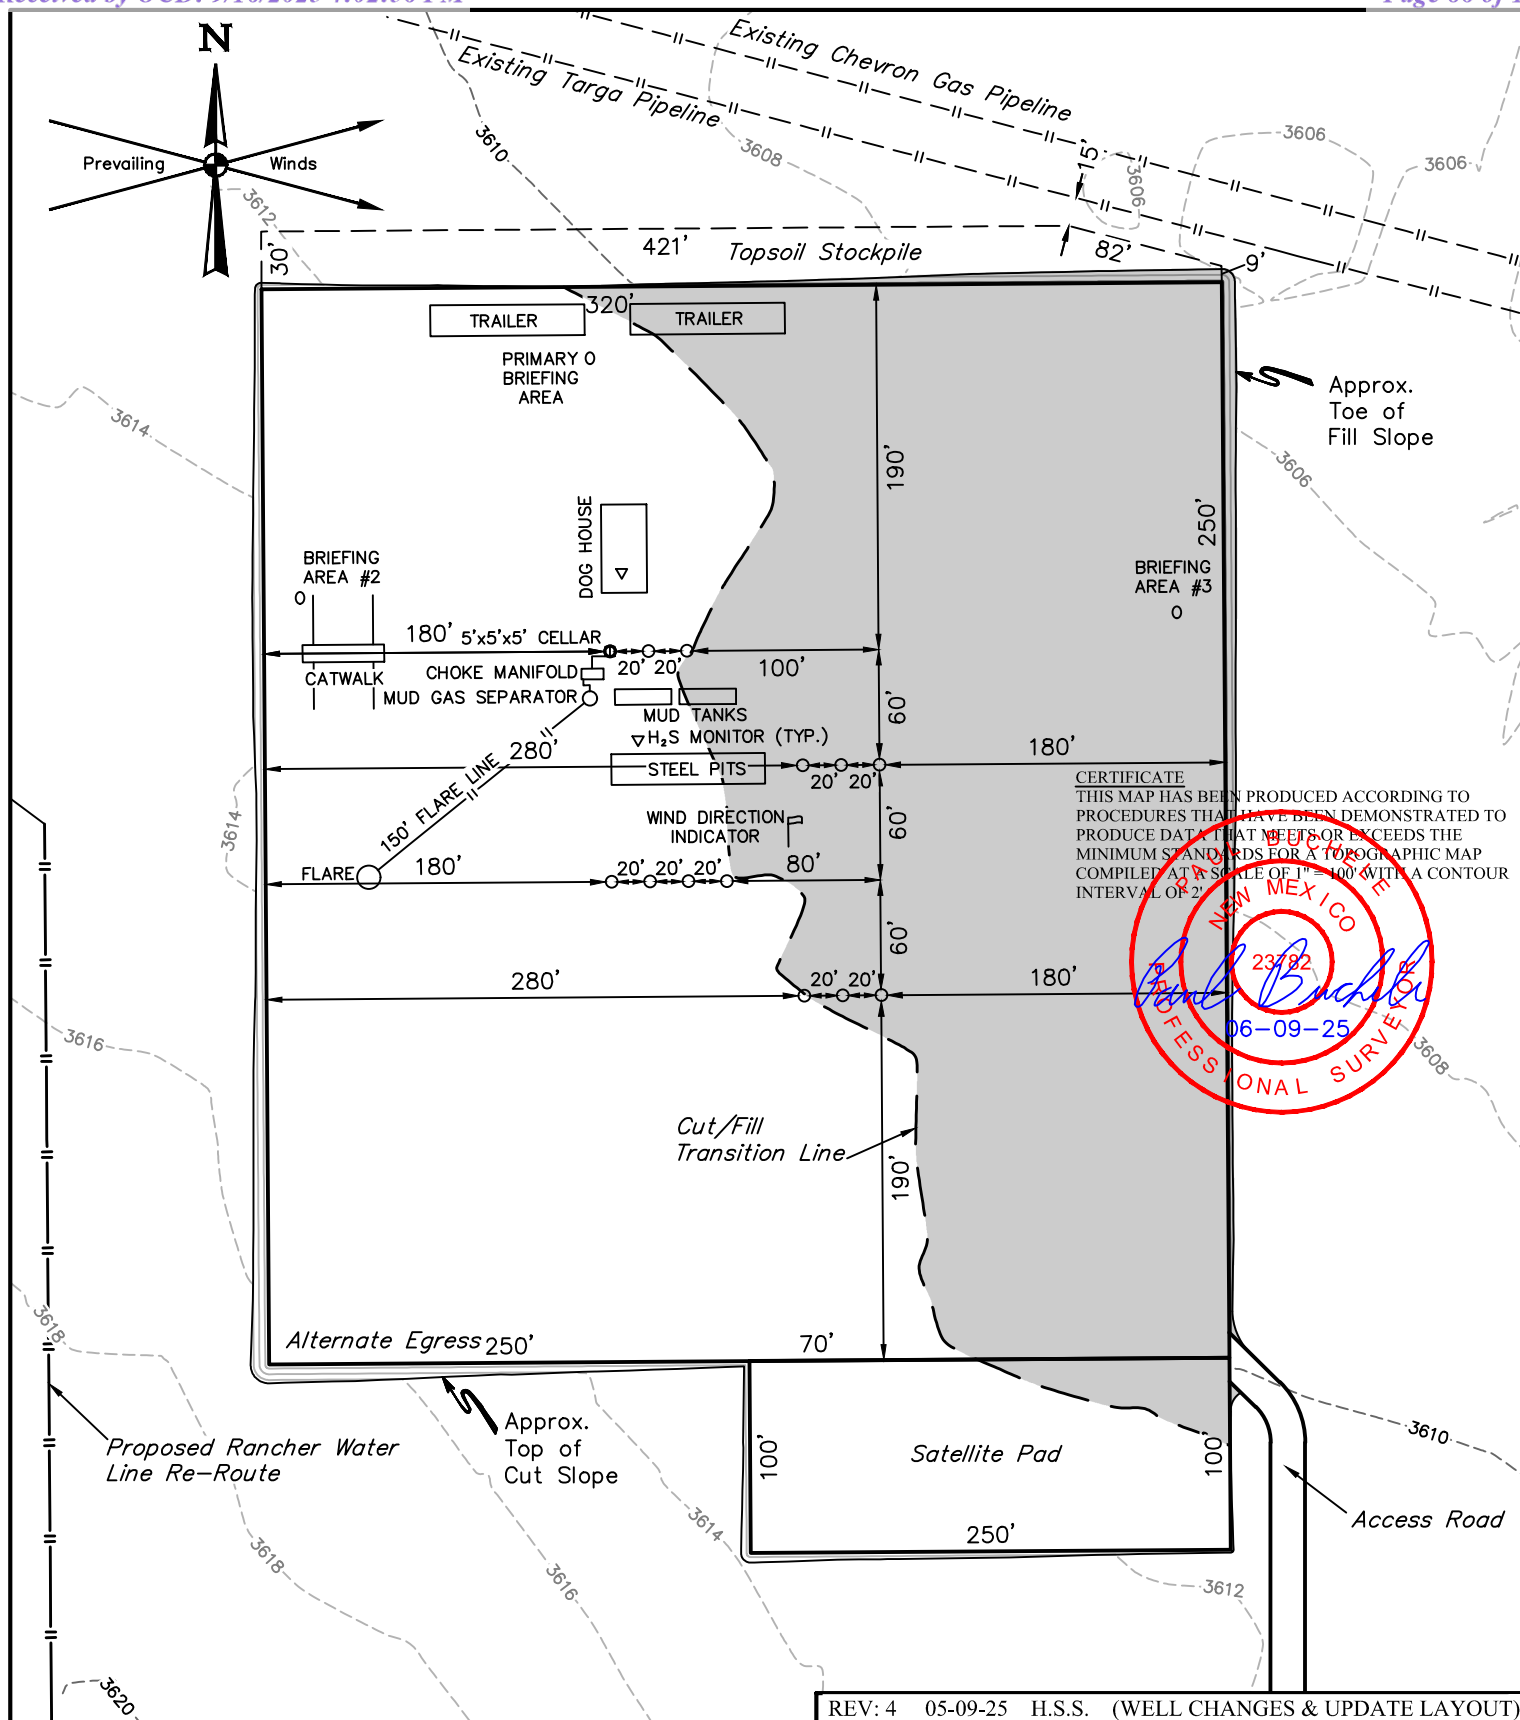 N
Prevailing Winds
Existing Chevron Gas Pipeline
Existing Targa Pipeline
3610
3608
3606
3606
3606
3612
15'
30'
421'
Topsoil Stockpile
82'
9'
320'
TRAILER
TRAILER
PRIMARY O
BRIEFING
AREA
Approx.
Toe of
Fill Slope
3614
190'
3606
DOG HOUSE
250'
BRIEFING
AREA #2
O
BRIEFING
AREA #3
O
180'
5'x5'x5' CELLAR
20' 20'
100'
CATWALK
CHOKE MANIFOLD
MUD GAS SEPARATOR
60'
MUD TANKS
H₂S MONITOR (TYP.)
280'
STEEL PITS
20' 20'
180'
150' FLARE LINE
3614
WIND DIRECTION
INDICATOR
60'
CERTIFICATE
THIS MAP HAS BEEN PRODUCED ACCORDING TO
PROCEDURES THAT HAVE BEEN DEMONSTRATED TO
PRODUCE DATA THAT MEETS OR EXCEEDS THE
MINIMUM STANDARDS FOR A TOPOGRAPHIC MAP
COMPILED AT A SCALE OF 1" = 100' WITH A CONTOUR
INTERVAL OF 2'.
FLARE
180'
20' 20' 20'
80'
60'
PAUL BUCHELE
NEW MEXICO
23782
PROFESSIONAL SURVEYOR
Paul Buchele
06-09-25
280'
20' 20'
180'
3616
3608
Cut/Fill
Transition Line
190'
3618
Alternate Egress
250'
70'
Approx.
Top of
Cut Slope
Proposed Rancher Water
Line Re-Route
100'
Satellite Pad
100'
3610
250'
Access Road
3614
3618
3616
3612
3620
REV: 4 05-09-25 H.S.S. (WELL CHANGES & UPDATE LAYOUT)